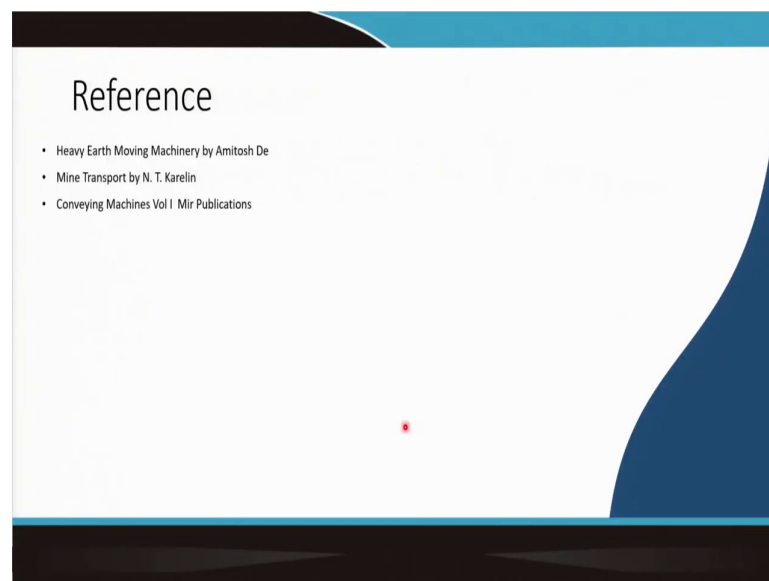 Reference
• Heavy Earth Moving Machinery by Amitosh De
• Mine Transport by N. T. Karelin
• Conveying Machines Vol I Mir Publications